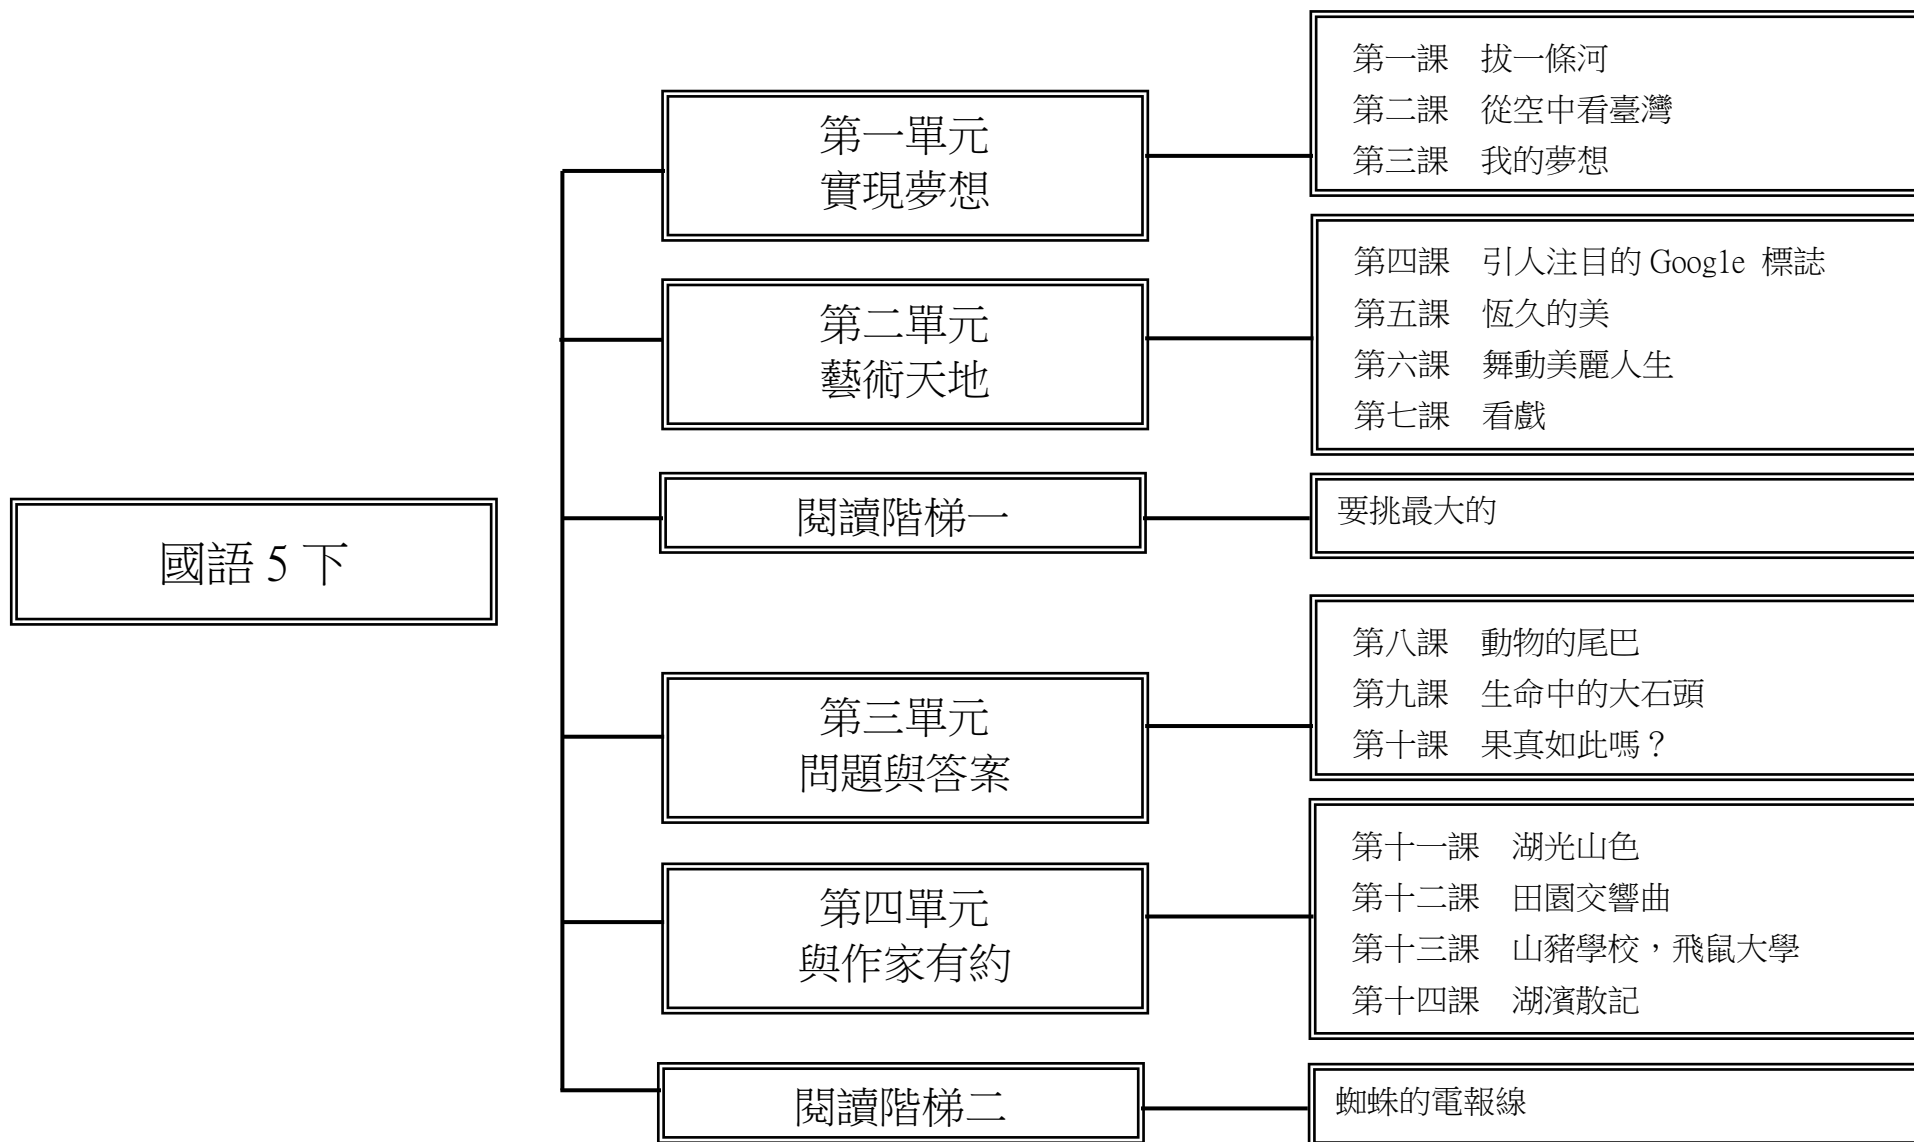 國語 5 下
第一單元
實現夢想
第一課 拔一條河
第二課 從空中看臺灣
第三課 我的夢想
第二單元
藝術天地
第四課 引人注目的 Google 標誌
第五課 恆久的美
第六課 舞動美麗人生
第七課 看戲
閱讀階梯一
要挑最大的
第三單元
問題與答案
第八課 動物的尾巴
第九課 生命中的大石頭
第十課 果真如此嗎？
第四單元
與作家有約
第十一課 湖光山色
第十二課 田園交響曲
第十三課 山豬學校，飛鼠大學
第十四課 湖濱散記
閱讀階梯二
蜘蛛的電報線